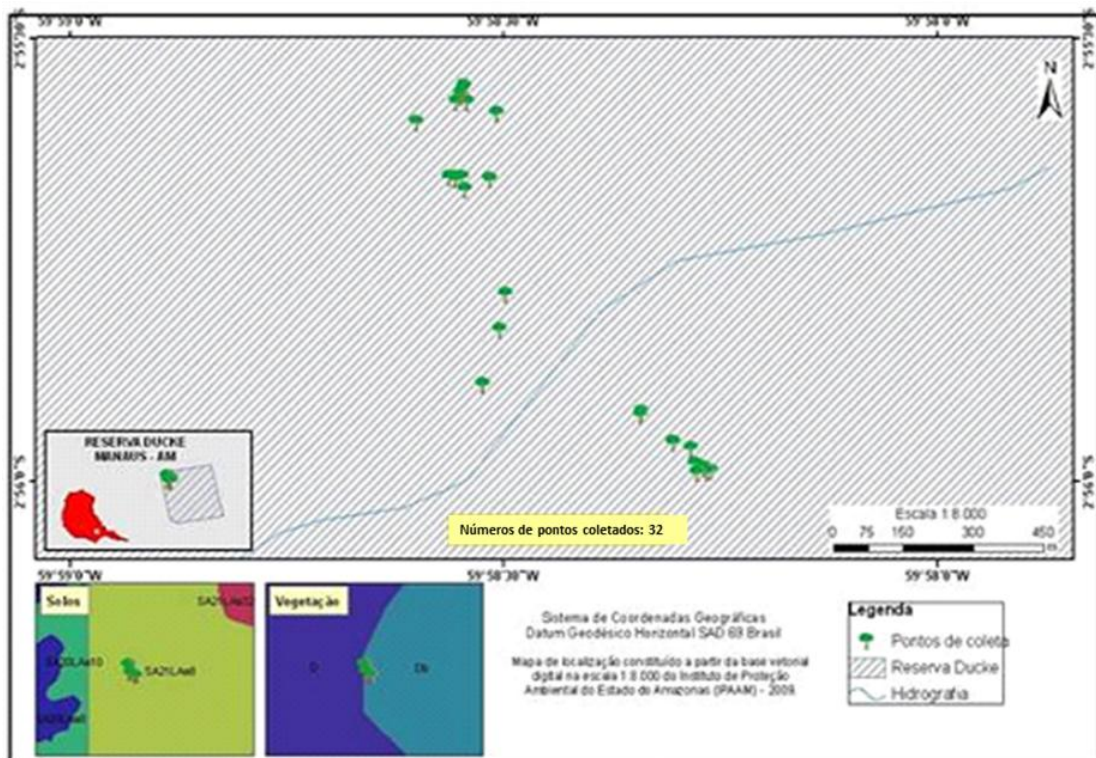 59°59'0"W 59°58'30"W 59°58'0"W
2°55'30"S 2°55'30"S
N
RESERVA DUCKE
MANAUS - AM
2°56'0"S 2°56'0"S
Números de pontos coletados: 32
Escala 1:8.000
0 75 150 300 450
m
59°59'0"W 59°58'30"W 59°58'0"W
Solos
SA21LAa8
Vegetação
D
Db
Sistema de Coordenadas Geográficas
Datum Geodésico Horizontal SAD 69 Brasil
Mapa de localização constituído a partir da base vetorial
digital na escala 1:8.000 do Instituto de Proteção
Ambiental do Estado do Amazonas (IPAAM) - 2009.
Legenda
Pontos de coleta
Reserva Ducke
Hidrografia